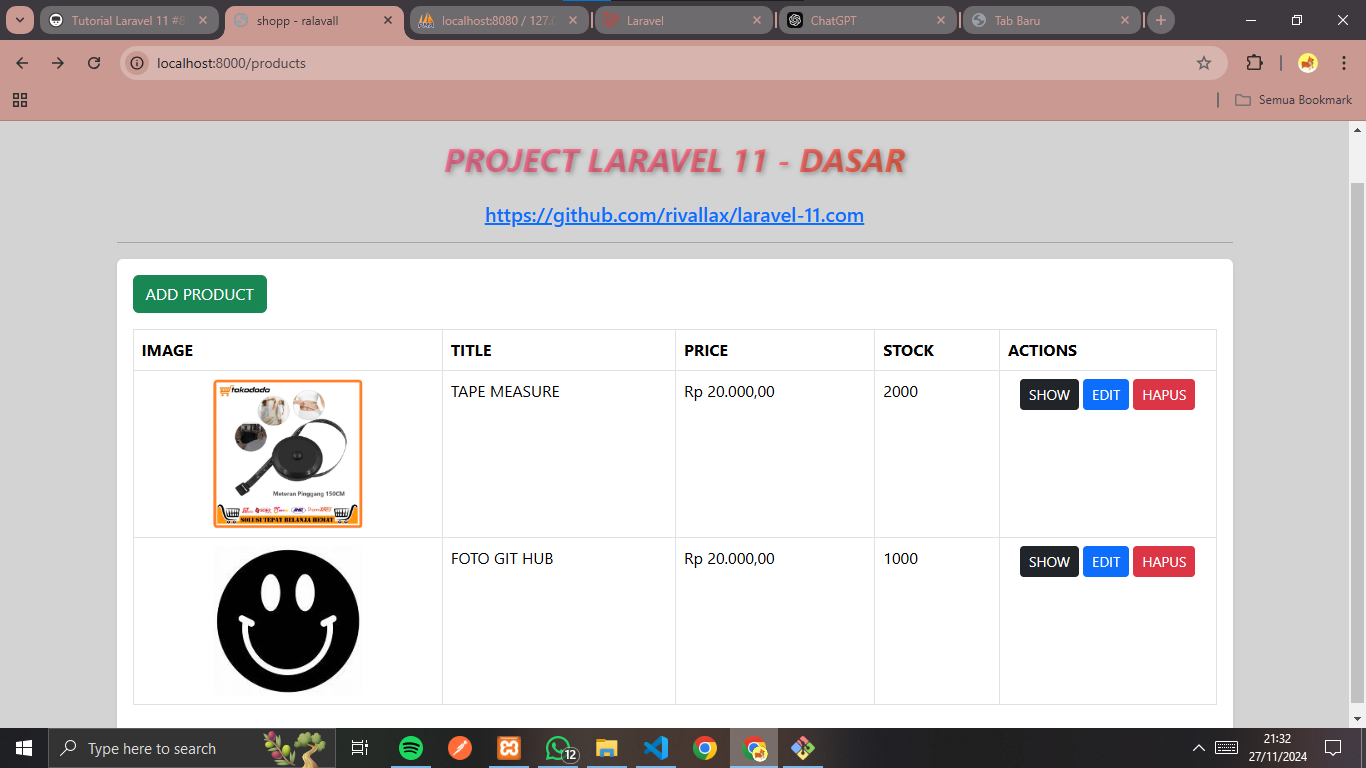 Tutorial Laravel 11 #8
shopp - ralavall
localhost:8080 / 127.0
Laravel
ChatGPT
Tab Baru
localhost:8000/products
Semua Bookmark
PROJECT LARAVEL 11 - DASAR
https://github.com/rivallax/laravel-11.com
ADD PRODUCT
IMAGE TITLE PRICE STOCK ACTIONS
tokodado
Meteran Pinggang 150CM
SOLUSI TEPAT BELANJA HEMAT
TAPE MEASURE Rp 20.000,00 2000 SHOW EDIT HAPUS
FOTO GIT HUB Rp 20.000,00 1000 SHOW EDIT HAPUS
Type here to search
12
21:32
27/11/2024